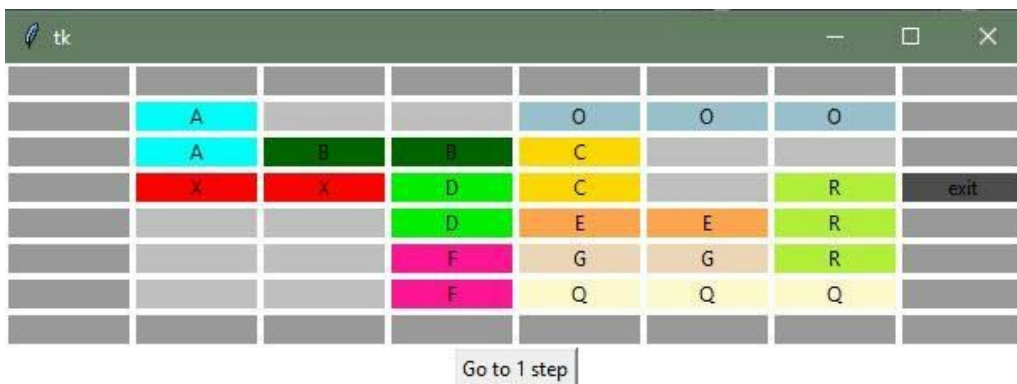 tk
A O O O
A B B C
X X D C R exit
D E E R
F G G R
F Q Q Q
Go to 1 step